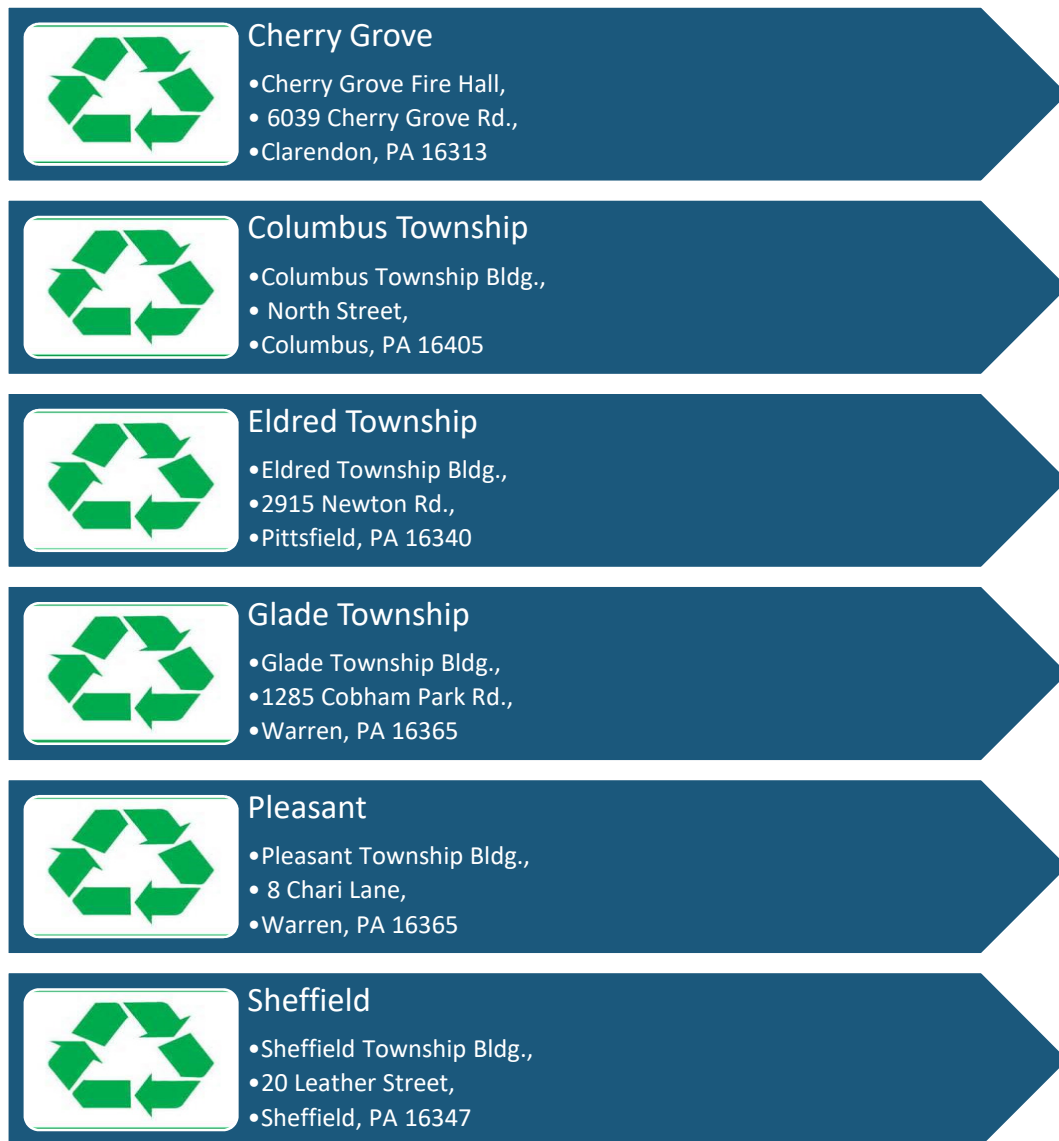 Cherry Grove
•Cherry Grove Fire Hall,
• 6039 Cherry Grove Rd.,
•Clarendon, PA 16313
Columbus Township
•Columbus Township Bldg.,
• North Street,
•Columbus, PA 16405
Eldred Township
•Eldred Township Bldg.,
•2915 Newton Rd.,
•Pittsfield, PA 16340
Glade Township
•Glade Township Bldg.,
•1285 Cobham Park Rd.,
•Warren, PA 16365
Pleasant
•Pleasant Township Bldg.,
• 8 Chari Lane,
•Warren, PA 16365
Sheffield
•Sheffield Township Bldg.,
•20 Leather Street,
•Sheffield, PA 16347